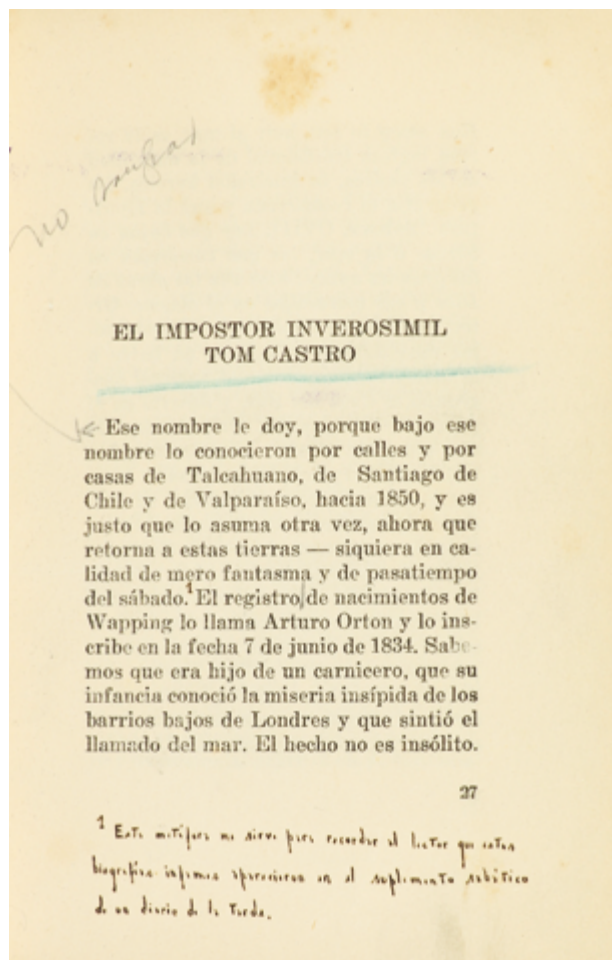 no sangrar
EL IMPOSTOR INVEROSIMIL
TOM CASTRO
Ese nombre le doy, porque bajo ese
nombre lo conocieron por calles y por
casas de Talcahuano, de Santiago de
Chile y de Valparaíso, hacia 1850, y es
justo que lo asuma otra vez, ahora que
retorna a estas tierras — siquiera en ca-
lidad de mero fantasma y de pasatiempo
del sábado.¹ El registro de nacimientos de
Wapping lo llama Arturo Orton y lo ins-
cribe en la fecha 7 de junio de 1834. Sabe-
mos que era hijo de un carnicero, que su
infancia conoció la miseria insípida de los
barrios bajos de Londres y que sintió el
llamado del mar. El hecho no es insólito.
27
¹ Esta metáfora me sirve para recordar al lector que estas
biografías infames aparecieron en el suplemento sabático
de un diario de la tarde.